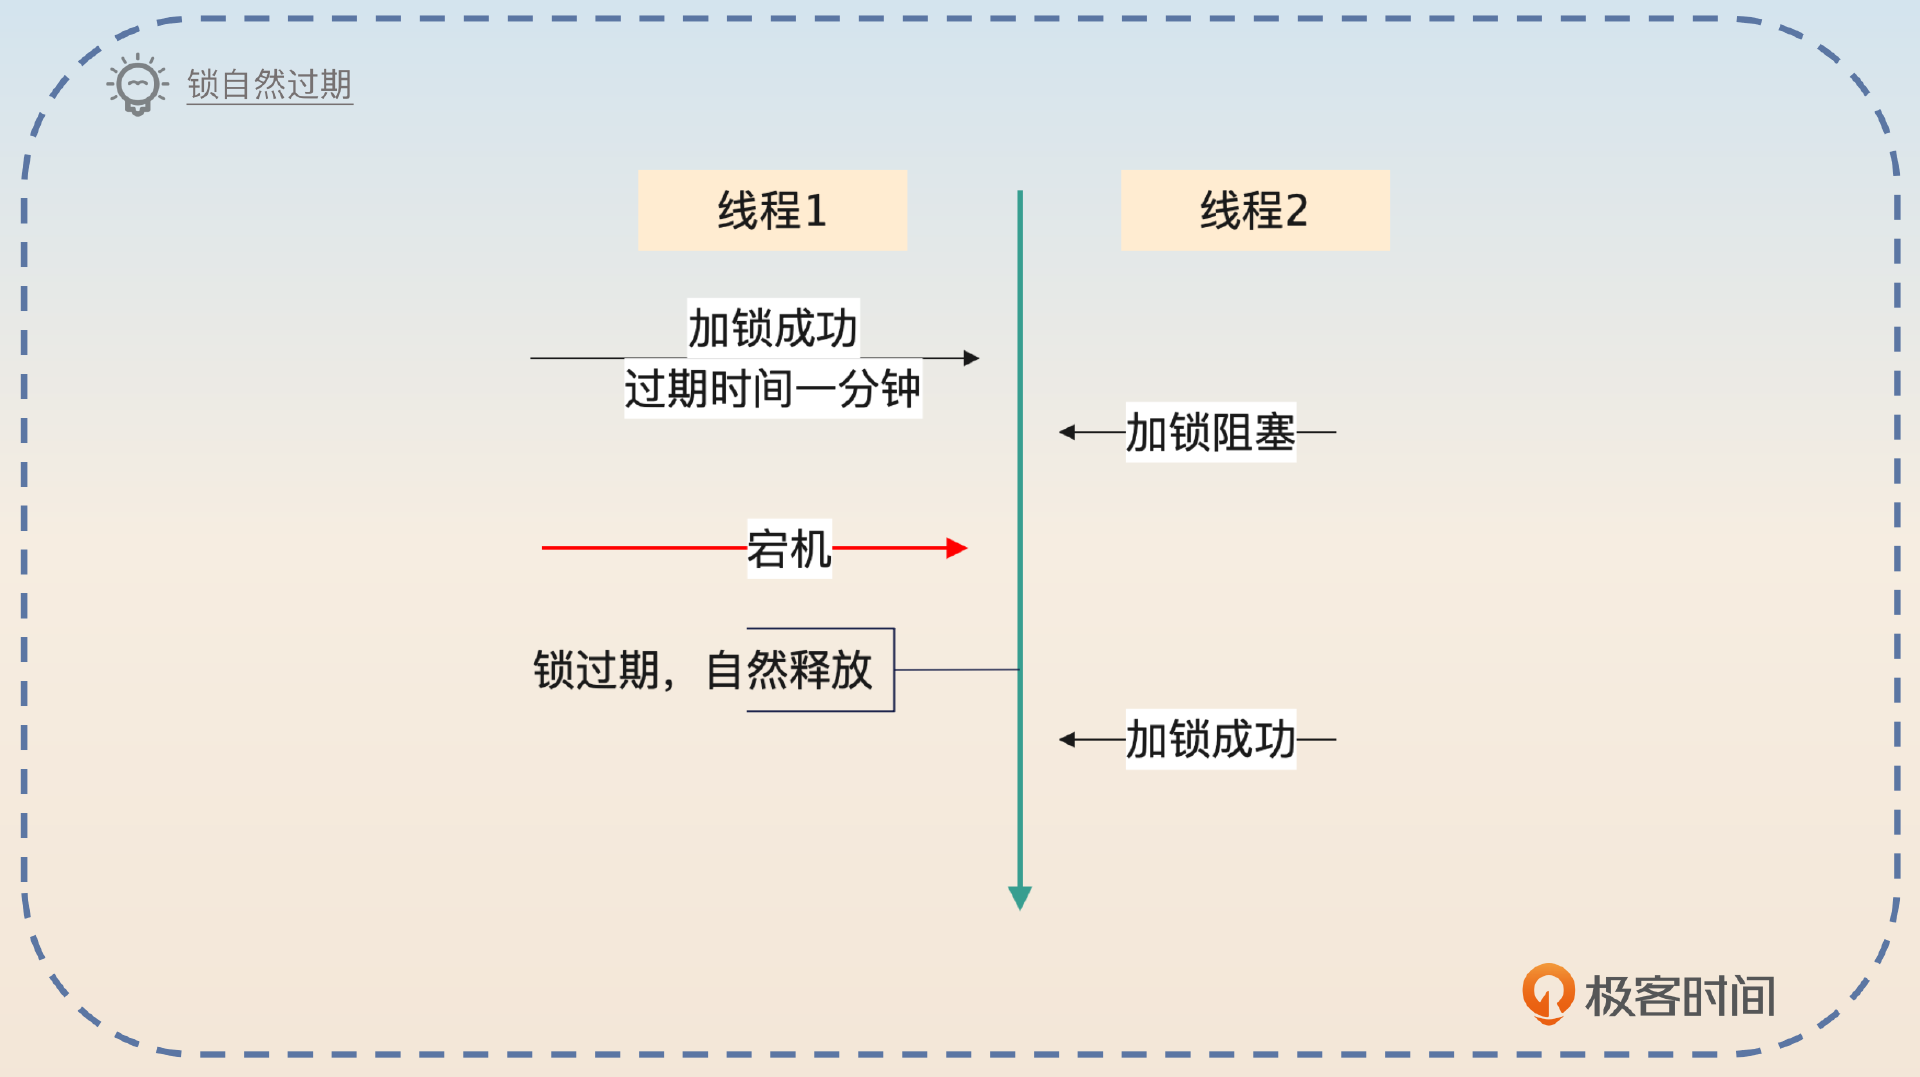 锁自然过期
线程1
线程2
加锁成功
过期时间一分钟
加锁阻塞
宕机
锁过期，自然释放
加锁成功
极客时间